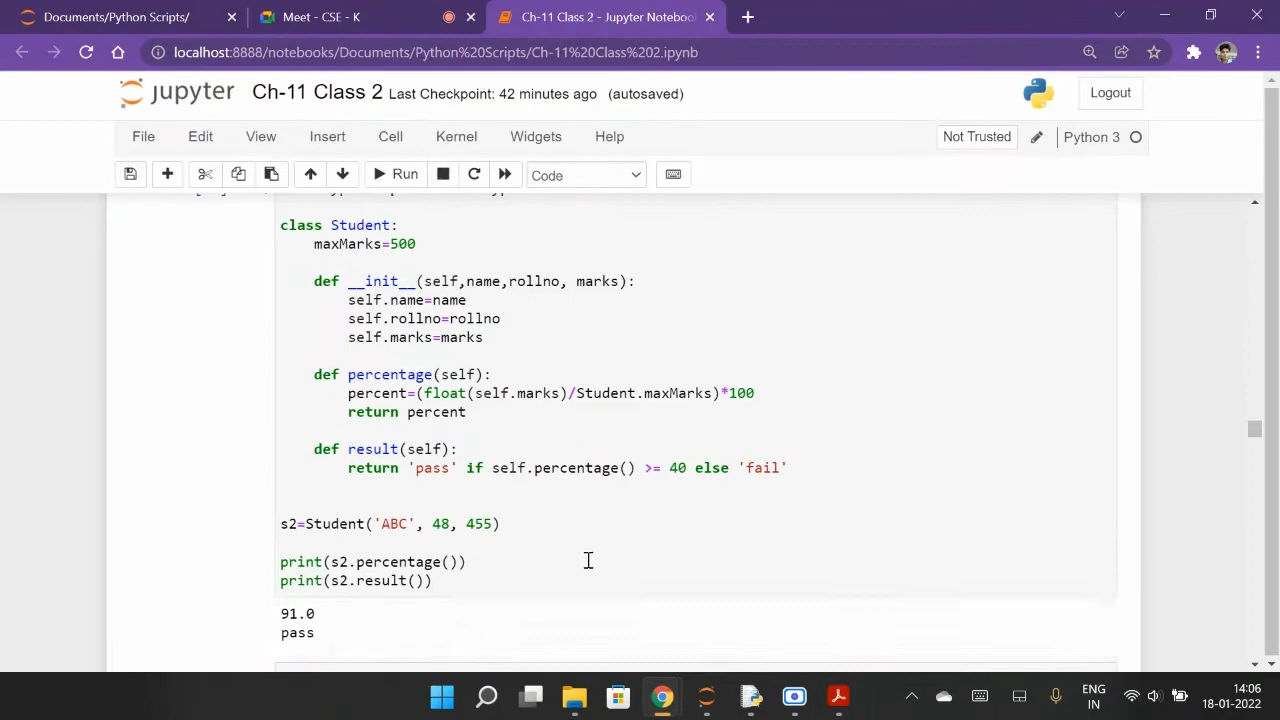 Documents/Python Scripts/
Meet - CSE - K
Ch-11 Class 2 - Jupyter Notebook
localhost:8888/notebooks/Documents/Python%20Scripts/Ch-11%20Class%202.ipynb
jupyter Ch-11 Class 2 Last Checkpoint: 42 minutes ago (autosaved)
Logout
File Edit View Insert Cell Kernel Widgets Help
Not Trusted
Python 3
Run
Code
class Student:
maxMarks=500
def __init__(self,name,rollno, marks):
self.name=name
self.rollno=rollno
self.marks=marks
def percentage(self):
percent=(float(self.marks)/Student.maxMarks)*100
return percent
def result(self):
return 'pass' if self.percentage() >= 40 else 'fail'
s2=Student('ABC', 48, 455)
print(s2.percentage())
print(s2.result())
91.0
pass
ENG
IN
14:06
18-01-2022